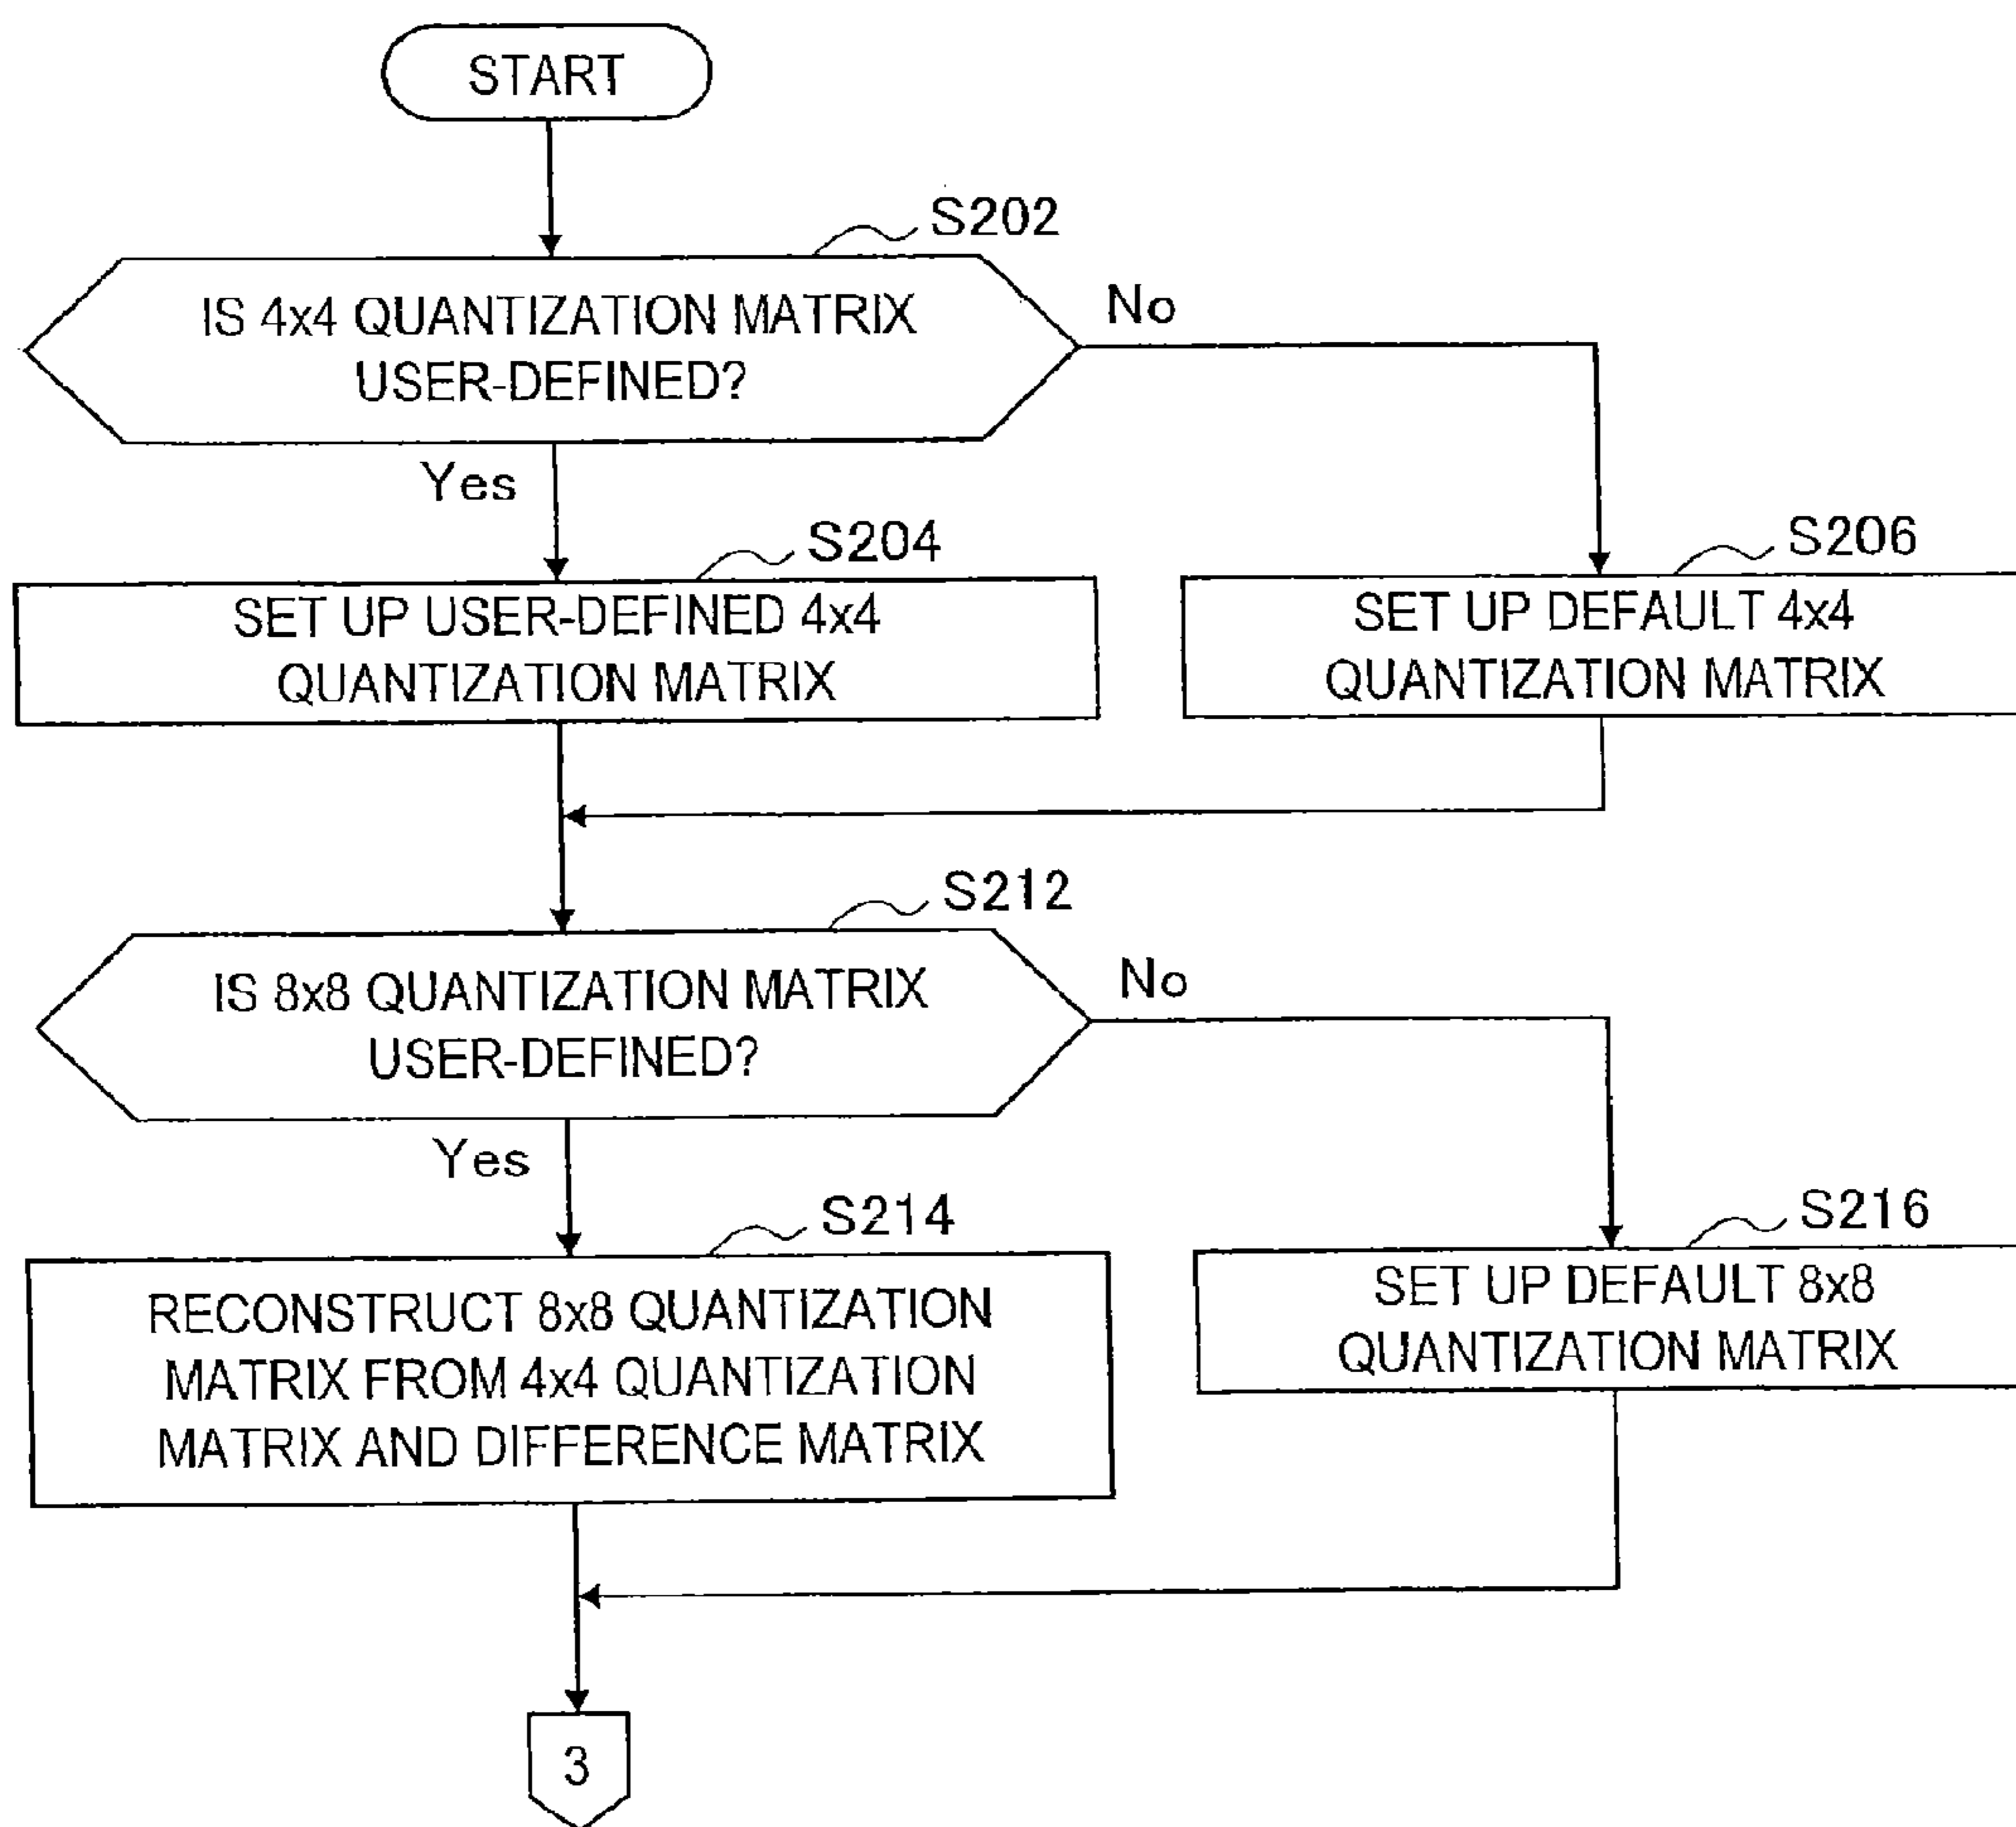 START
S202
IS 4x4 QUANTIZATION MATRIX
USER-DEFINED?
No
Yes
S204
SET UP USER-DEFINED 4x4
QUANTIZATION MATRIX
S206
SET UP DEFAULT 4x4
QUANTIZATION MATRIX
S212
IS 8x8 QUANTIZATION MATRIX
USER-DEFINED?
No
Yes
S214
RECONSTRUCT 8x8 QUANTIZATION
MATRIX FROM 4x4 QUANTIZATION
MATRIX AND DIFFERENCE MATRIX
S216
SET UP DEFAULT 8x8
QUANTIZATION MATRIX
3